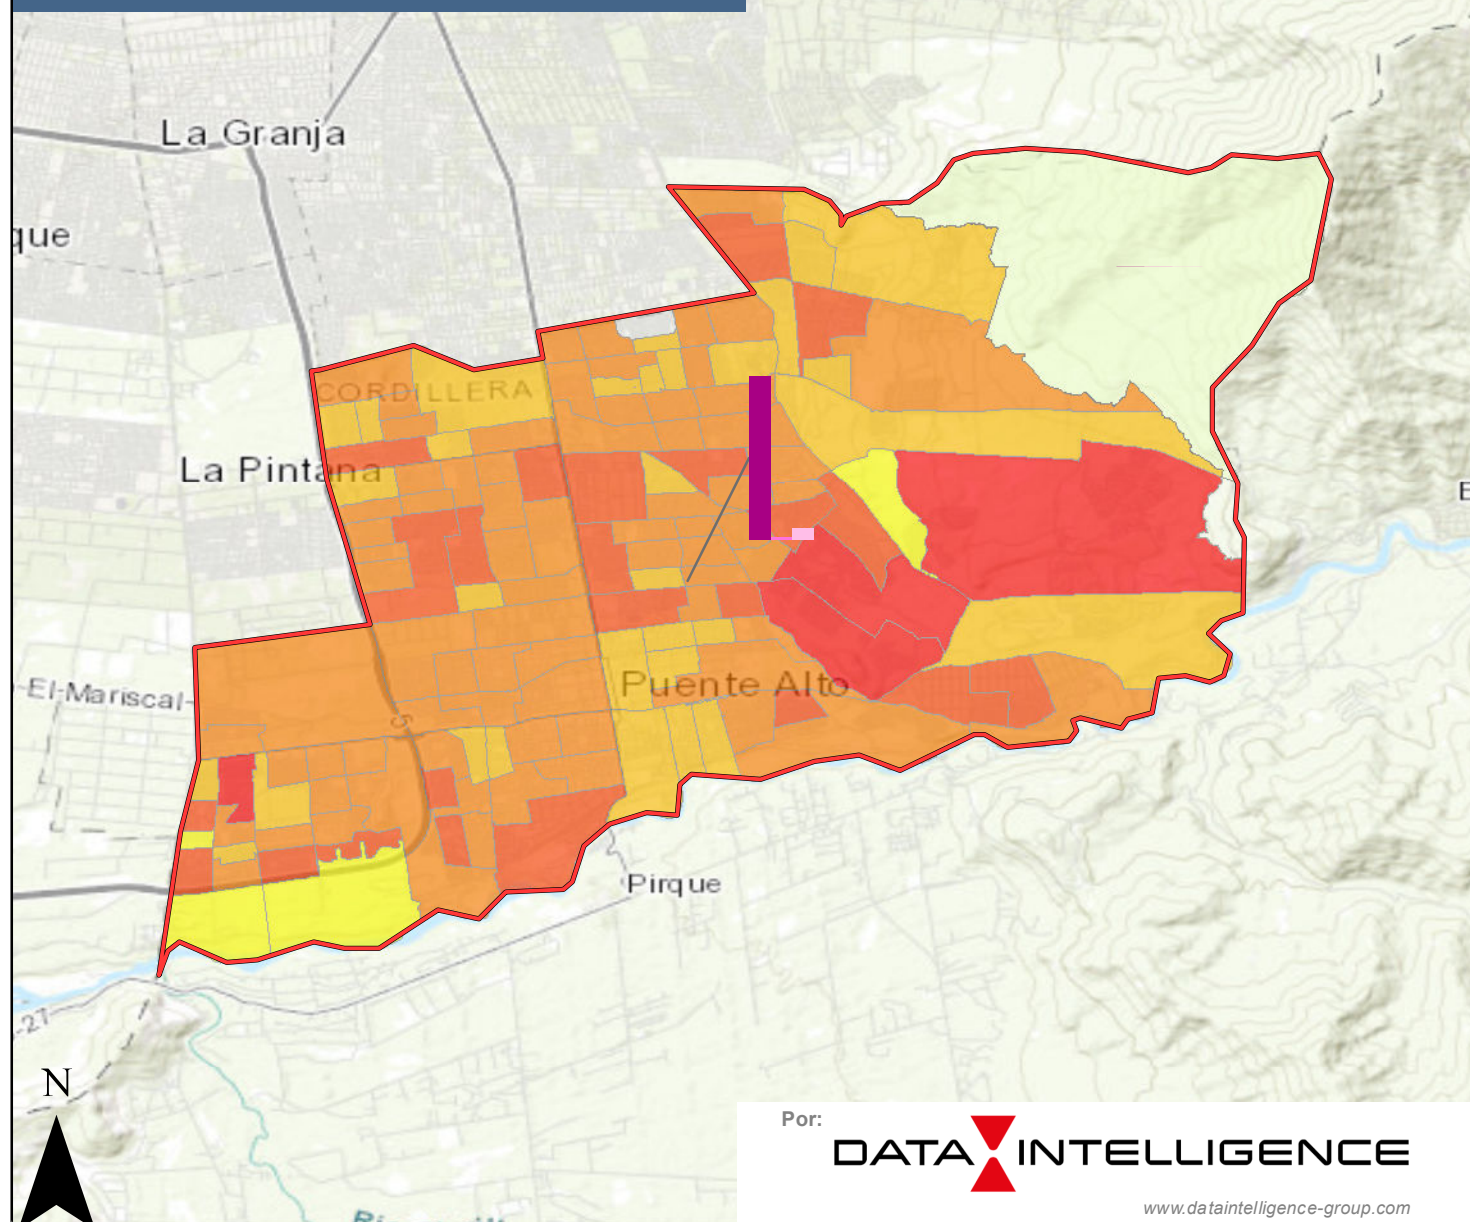 La Granja
que
CORDILLERA
La Pintana
El Mariscal
5
Puente Alto
Pirque
-27
N
Por:
DATA INTELLIGENCE
www.dataintelligence-group.com